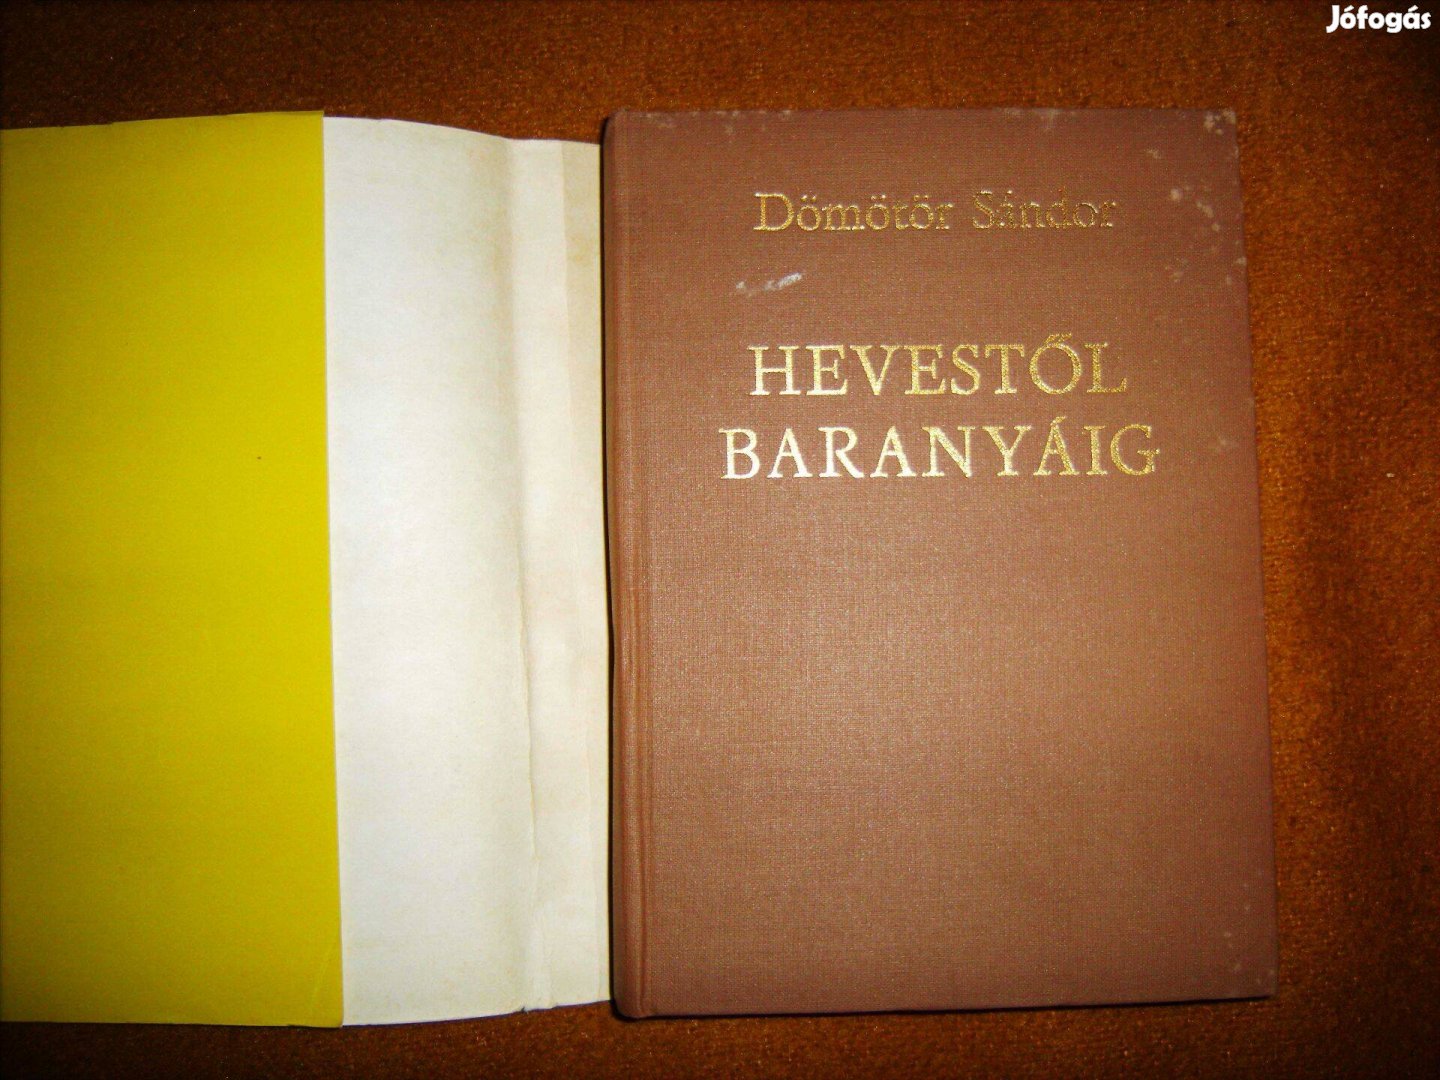 Jófogás
Dömötör Sándor
HEVESTŐL
BARANYÁIG